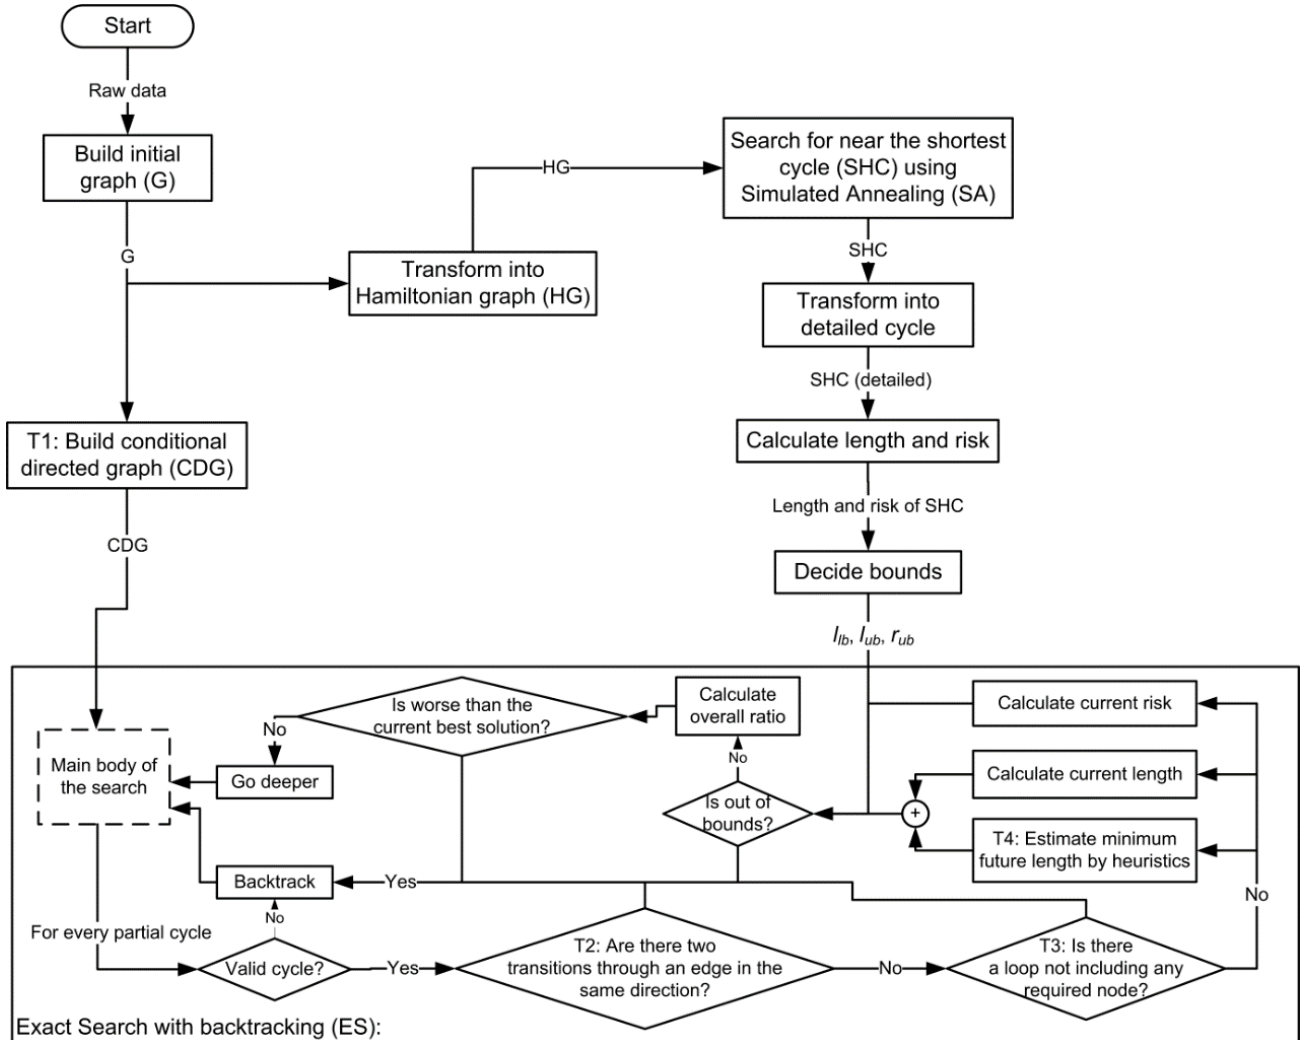 Start
Raw data
Build initial
graph (G)
G
Transform into
Hamiltonian graph (HG)
HG
Search for near the shortest
cycle (SHC) using
Simulated Annealing (SA)
SHC
Transform into
detailed cycle
SHC (detailed)
Calculate length and risk
Length and risk of SHC
Decide bounds
l_lb, l_ub, r_ub
T1: Build conditional
directed graph (CDG)
CDG
Main body of
the search
Is worse than the
current best solution?
No
Go deeper
Calculate
overall ratio
No
Is out of
bounds?
Calculate current risk
Calculate current length
+
T4: Estimate minimum
future length by heuristics
No
Backtrack
Yes
No
For every partial cycle
Valid cycle?
Yes
T2: Are there two
transitions through an edge in the
same direction?
No
T3: Is there
a loop not including any
required node?
Exact Search with backtracking (ES):